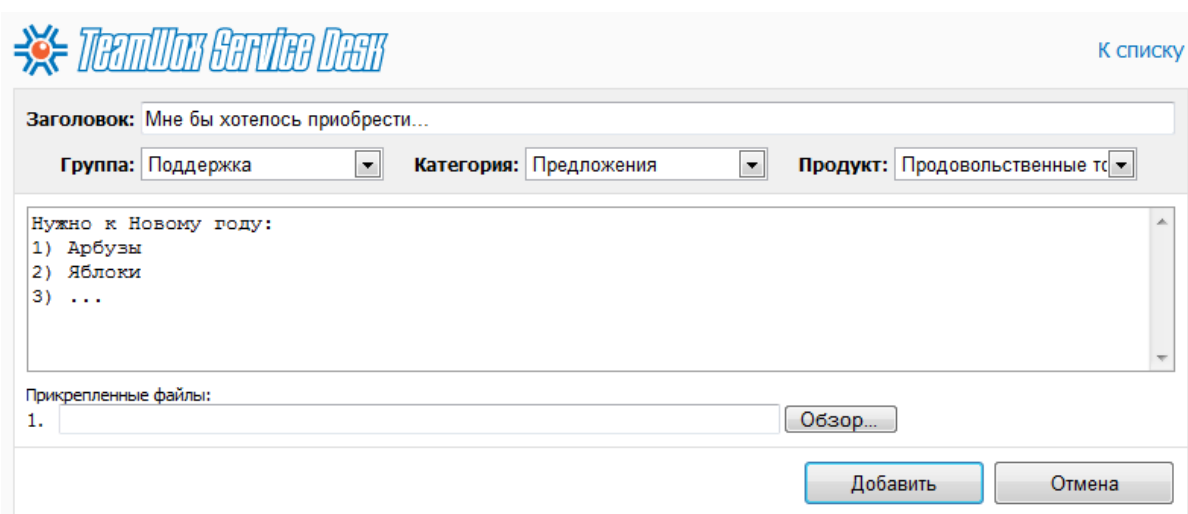 TeamWox Service Desk
К списку
Заголовок: Мне бы хотелось приобрести...
Группа: Поддержка Категория: Предложения Продукт: Продовольственные то
Нужно к Новому году:
1) Арбузы
2) Яблоки
3) ...
Прикрепленные файлы:
1. Обзор...
Добавить Отмена